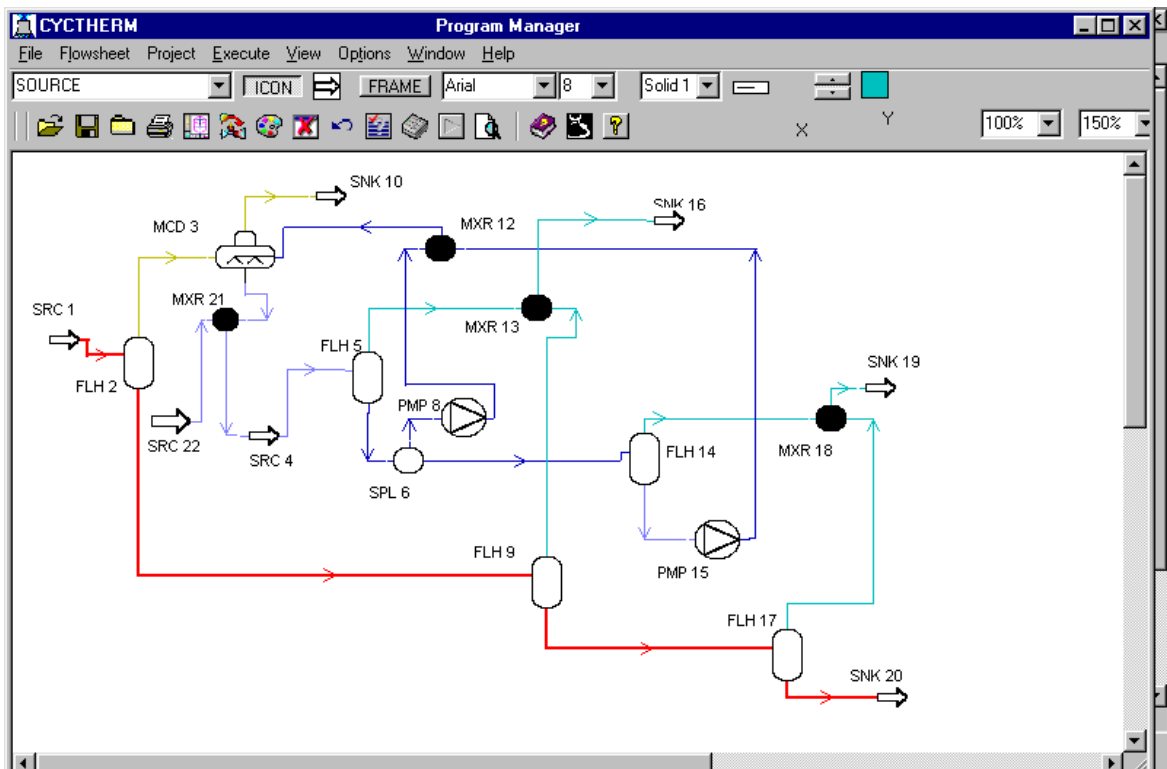 CYCTHERM Program Manager
File Flowsheet Project Execute View Options Window Help
SOURCE ICON FRAME Arial 8 Solid 1
X Y 100% 150%
SNK 10
SNK 16
MCD 3
MXR 12
MXR 21
SRC 1
MXR 13
FLH 5
SNK 19
FLH 2
PMP 8
SRC 22
SRC 4
FLH 14
MXR 18
SPL 6
FLH 9
PMP 15
FLH 17
SNK 20